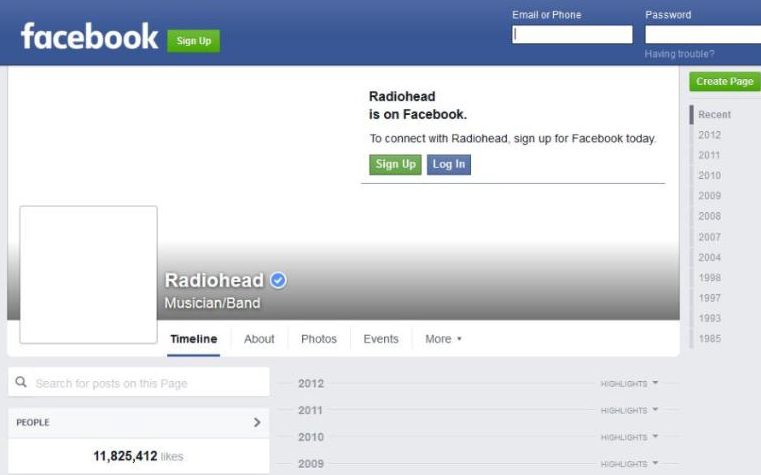 facebook
Sign Up
Email or Phone
Password
Having trouble?
Radiohead
is on Facebook.
To connect with Radiohead, sign up for Facebook today.
Sign Up
Log In
Create Page
Recent
2012
2011
2010
2009
2008
2007
2004
1998
1997
1993
1985
Radiohead
Musician/Band
Timeline
About
Photos
Events
More
Search for posts on this Page
PEOPLE
11,825,412 likes
2012 HIGHLIGHTS
2011 HIGHLIGHTS
2010 HIGHLIGHTS
2009 HIGHLIGHTS